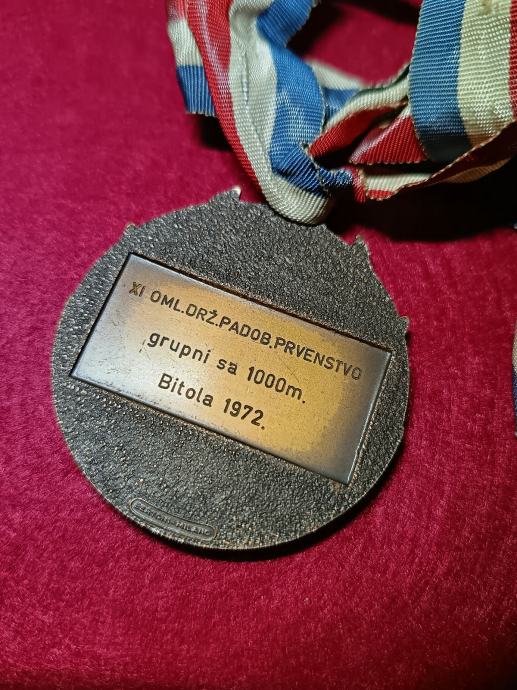 XI OML.DRŽ.PADOB.PRVENSTVO
grupni sa 1000m.
Bitola 1972.